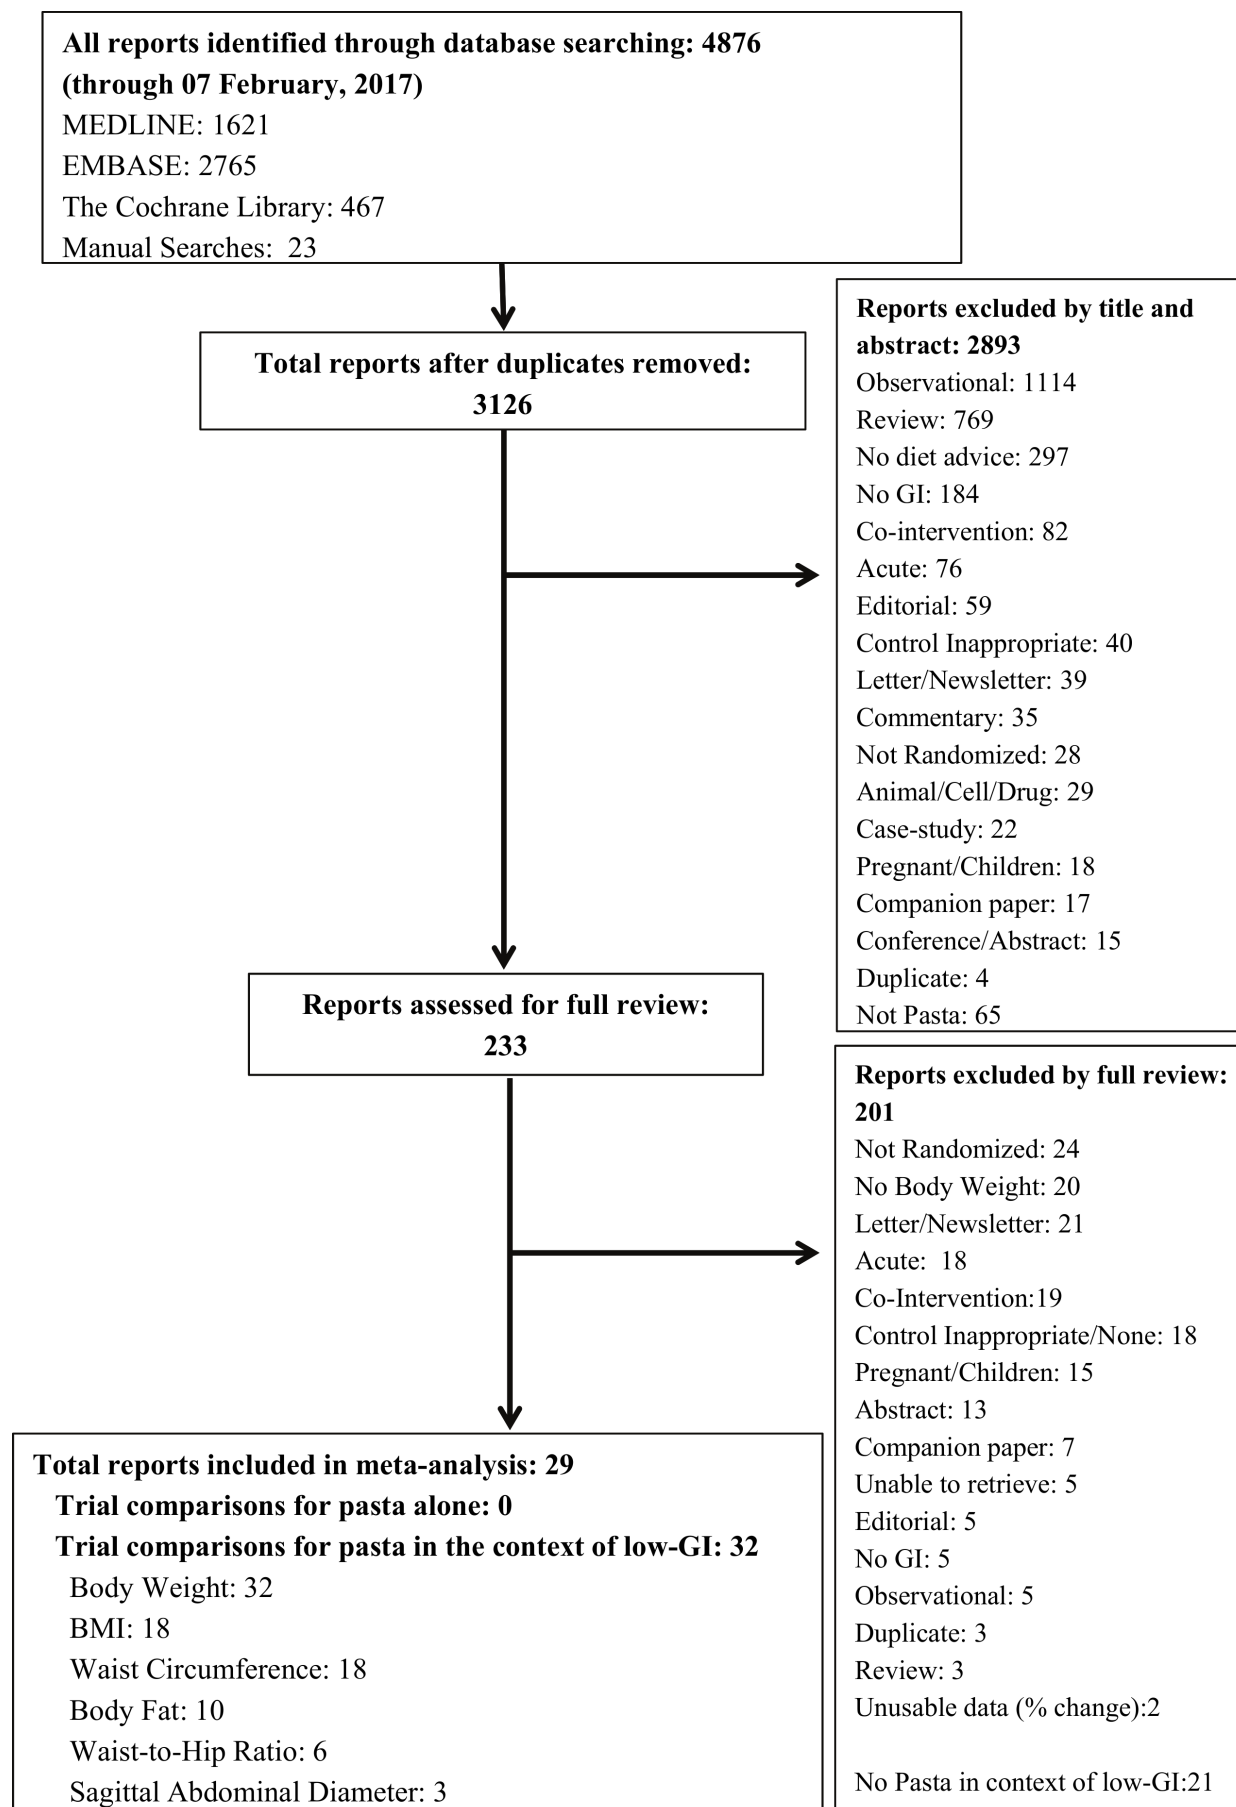 All reports identified through database searching: 4876
(through 07 February, 2017)
MEDLINE: 1621
EMBASE: 2765
The Cochrane Library: 467
Manual Searches:  23
Total reports after duplicates removed:
3126
Reports excluded by title and
abstract: 2893
Observational: 1114
Review: 769
No diet advice: 297
No GI: 184
Co-intervention: 82
Acute: 76
Editorial: 59
Control Inappropriate: 40
Letter/Newsletter: 39
Commentary: 35
Not Randomized: 28
Animal/Cell/Drug: 29
Case-study: 22
Pregnant/Children: 18
Companion paper: 17
Conference/Abstract: 15
Duplicate: 4
Not Pasta: 65
Reports assessed for full review:
233
Reports excluded by full review:
201
Not Randomized: 24
No Body Weight: 20
Letter/Newsletter: 21
Acute:  18
Co-Intervention:19
Control Inappropriate/None: 18
Pregnant/Children: 15
Abstract: 13
Companion paper: 7
Unable to retrieve: 5
Editorial: 5
No GI: 5
Observational: 5
Duplicate: 3
Review: 3
Unusable data (% change):2
No Pasta in context of low-GI:21
Total reports included in meta-analysis: 29
Trial comparisons for pasta alone: 0
Trial comparisons for pasta in the context of low-GI: 32
Body Weight: 32
BMI: 18
Waist Circumference: 18
Body Fat: 10
Waist-to-Hip Ratio: 6
Sagittal Abdominal Diameter: 3